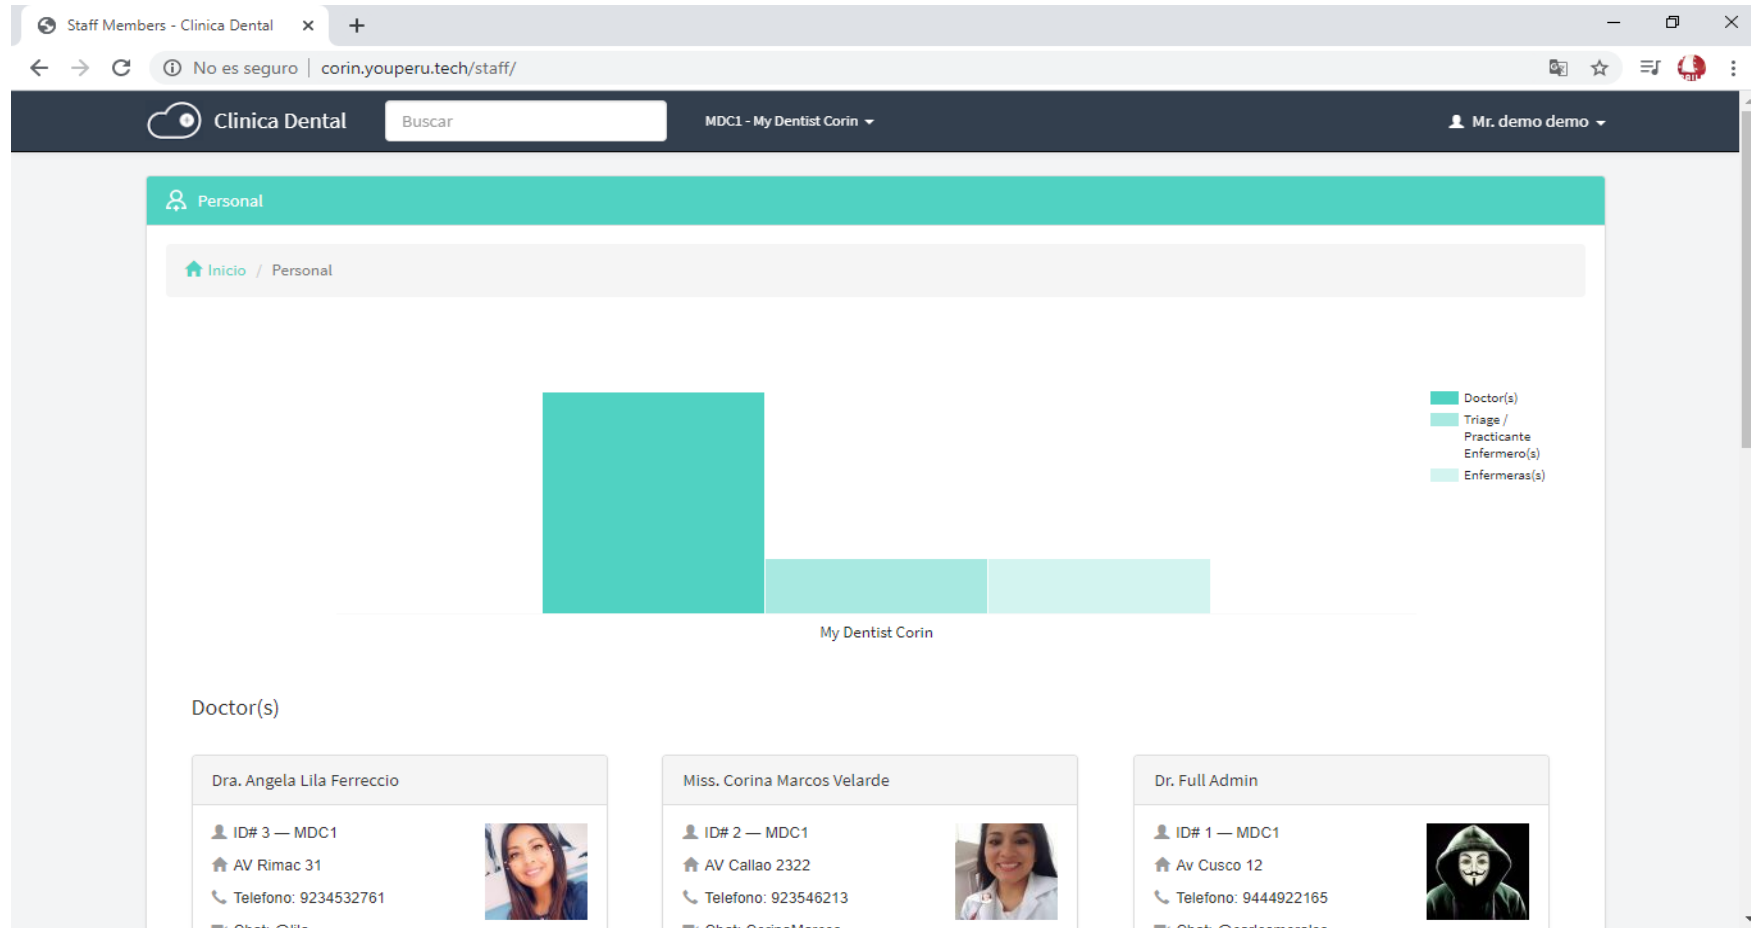 Staff Members - Clinica Dental
No es seguro | corin.youperu.tech/staff/
Clinica Dental
Buscar
MDC1 - My Dentist Corin
Mr. demo demo
Personal
Inicio / Personal
Doctor(s)
Triage /
Practicante
Enfermero(s)
Enfermeras(s)
My Dentist Corin
Doctor(s)
Dra. Angela Lila Ferreccio
ID# 3 — MDC1
AV Rimac 31
Telefono: 9234532761
Miss. Corina Marcos Velarde
ID# 2 — MDC1
AV Callao 2322
Telefono: 923546213
Dr. Full Admin
ID# 1 — MDC1
Av Cusco 12
Telefono: 9444922165